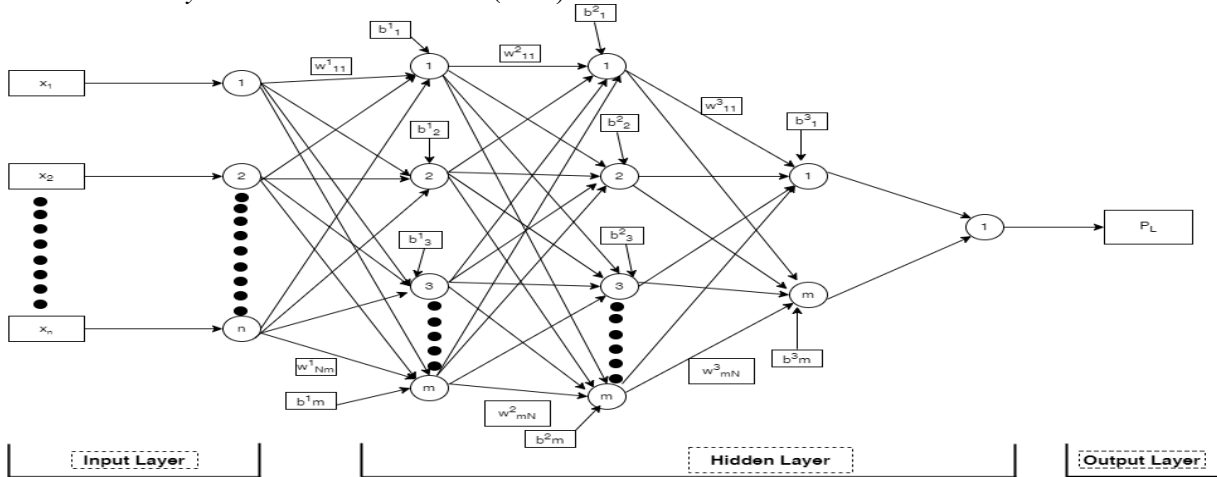 b¹₁
b²₁
w¹₁₁
w²₁₁
x₁
1
1
1
w³₁₁
b¹₂
b²₂
b³₁
x₂
2
2
2
1
b¹₃
b²₃
1
P_L
3
3
m
xₙ
n
w¹Nm
b³m
w³mN
b¹m
m
m
w²mN
b²m
Input Layer
Hidden Layer
Output Layer